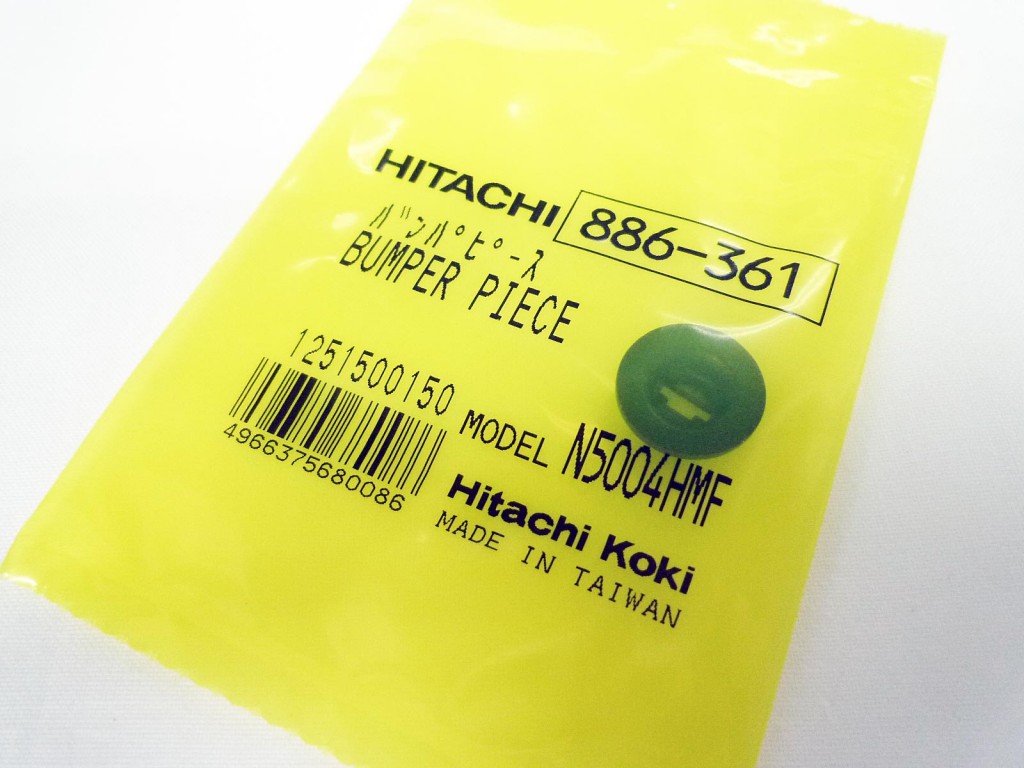 HITACHI 886-361
ﾊﾞﾝﾊﾟﾋﾟｰｽ
BUMPER PIECE
1251500150
4966375680086
MODEL N5004HMF
Hitachi Koki
MADE IN TAIWAN